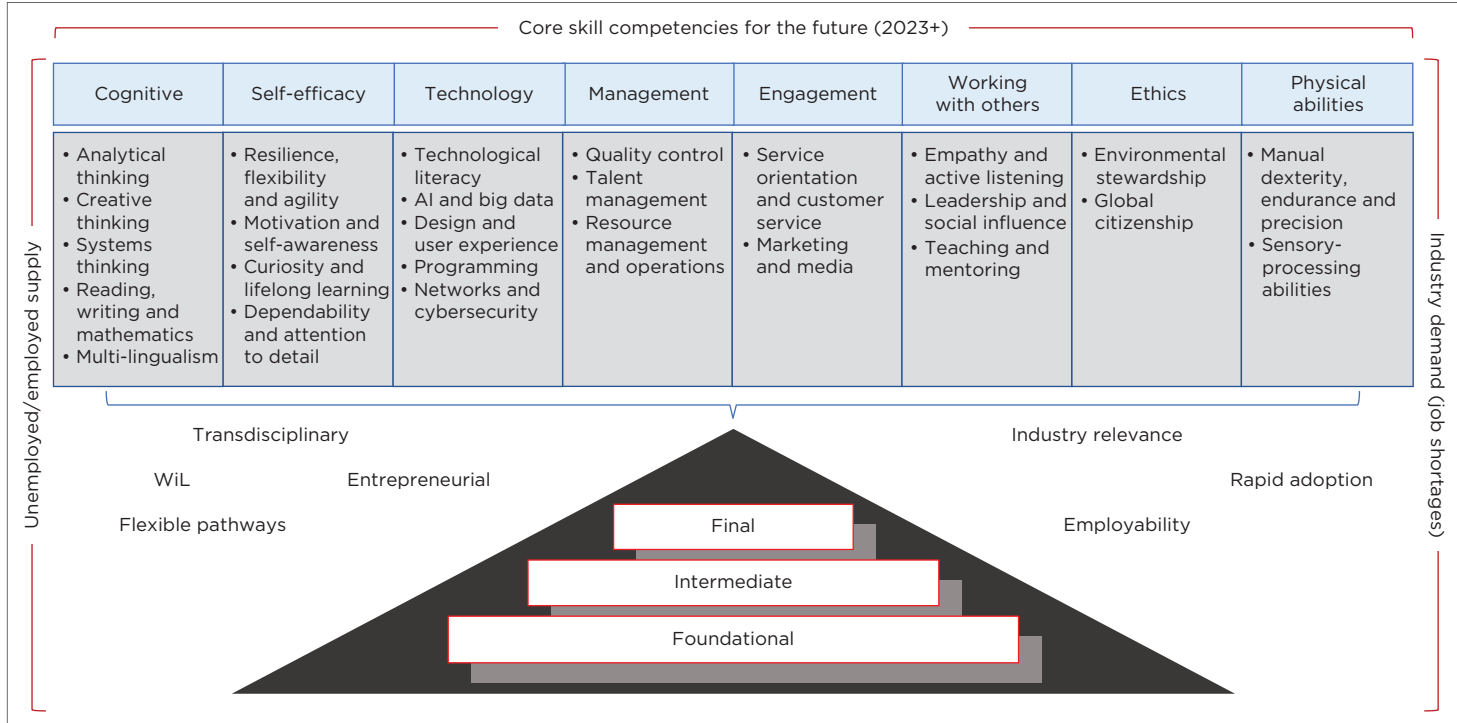 Core skill competencies for the future (2023+)
Unemployed/employed supply
Cognitive
• Analytical
thinking
• Creative
thinking
• Systems
thinking
• Reading,
writing and
mathematics
• Multi-lingualism
Self-efficacy
• Resilience,
flexibility
and agility
• Motivation and
self-awareness
• Curiosity and
lifelong learning
• Dependability
and attention
to detail
Technology
• Technological
literacy
• AI and big data
• Design and
user experience
• Programming
• Networks and
cybersecurity
Management
• Quality control
• Talent
management
• Resource
management
and operations
Engagement
• Service
orientation
and customer
service
• Marketing
and media
Working
with others
• Empathy and
active listening
• Leadership and
social influence
• Teaching and
mentoring
Ethics
• Environmental
stewardship
• Global
citizenship
Physical
abilities
• Manual
dexterity,
endurance and
precision
• Sensory-
processing
abilities
Industry demand (job shortages)
Transdisciplinary
Industry relevance
WiL
Entrepreneurial
Rapid adoption
Flexible pathways
Employability
Final
Intermediate
Foundational